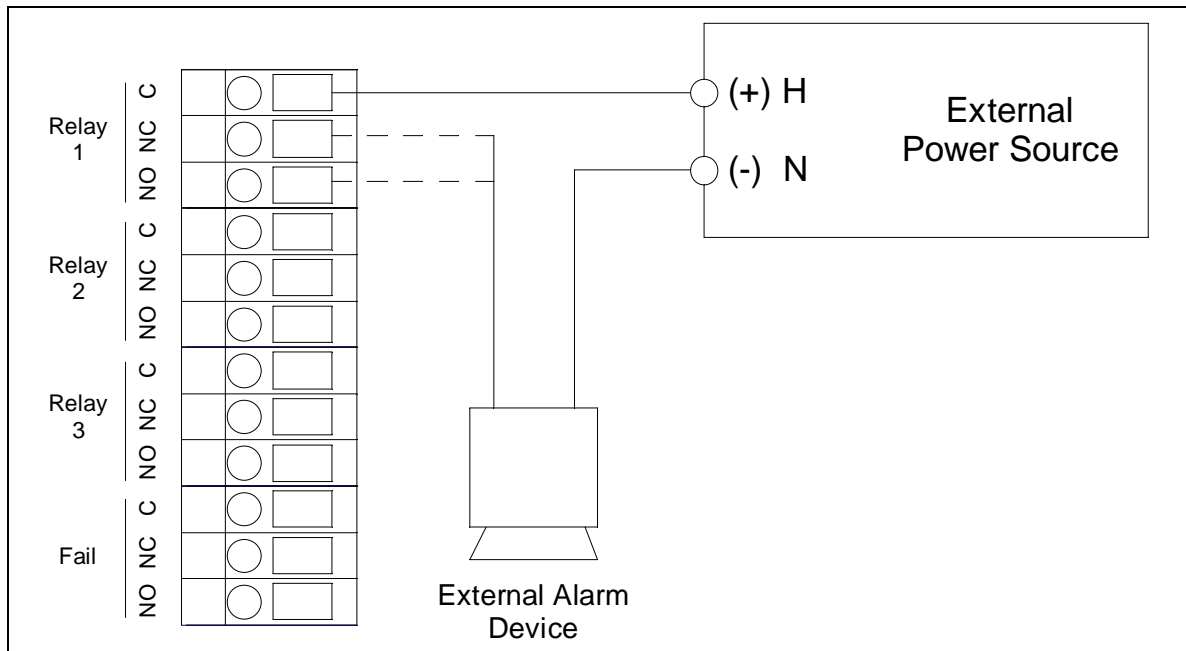 Relay
1
C
NC
NO
Relay
2
C
NC
NO
Relay
3
C
NC
NO
Fail
C
NC
NO
(+) H
(-) N
External
Power Source
External Alarm
Device